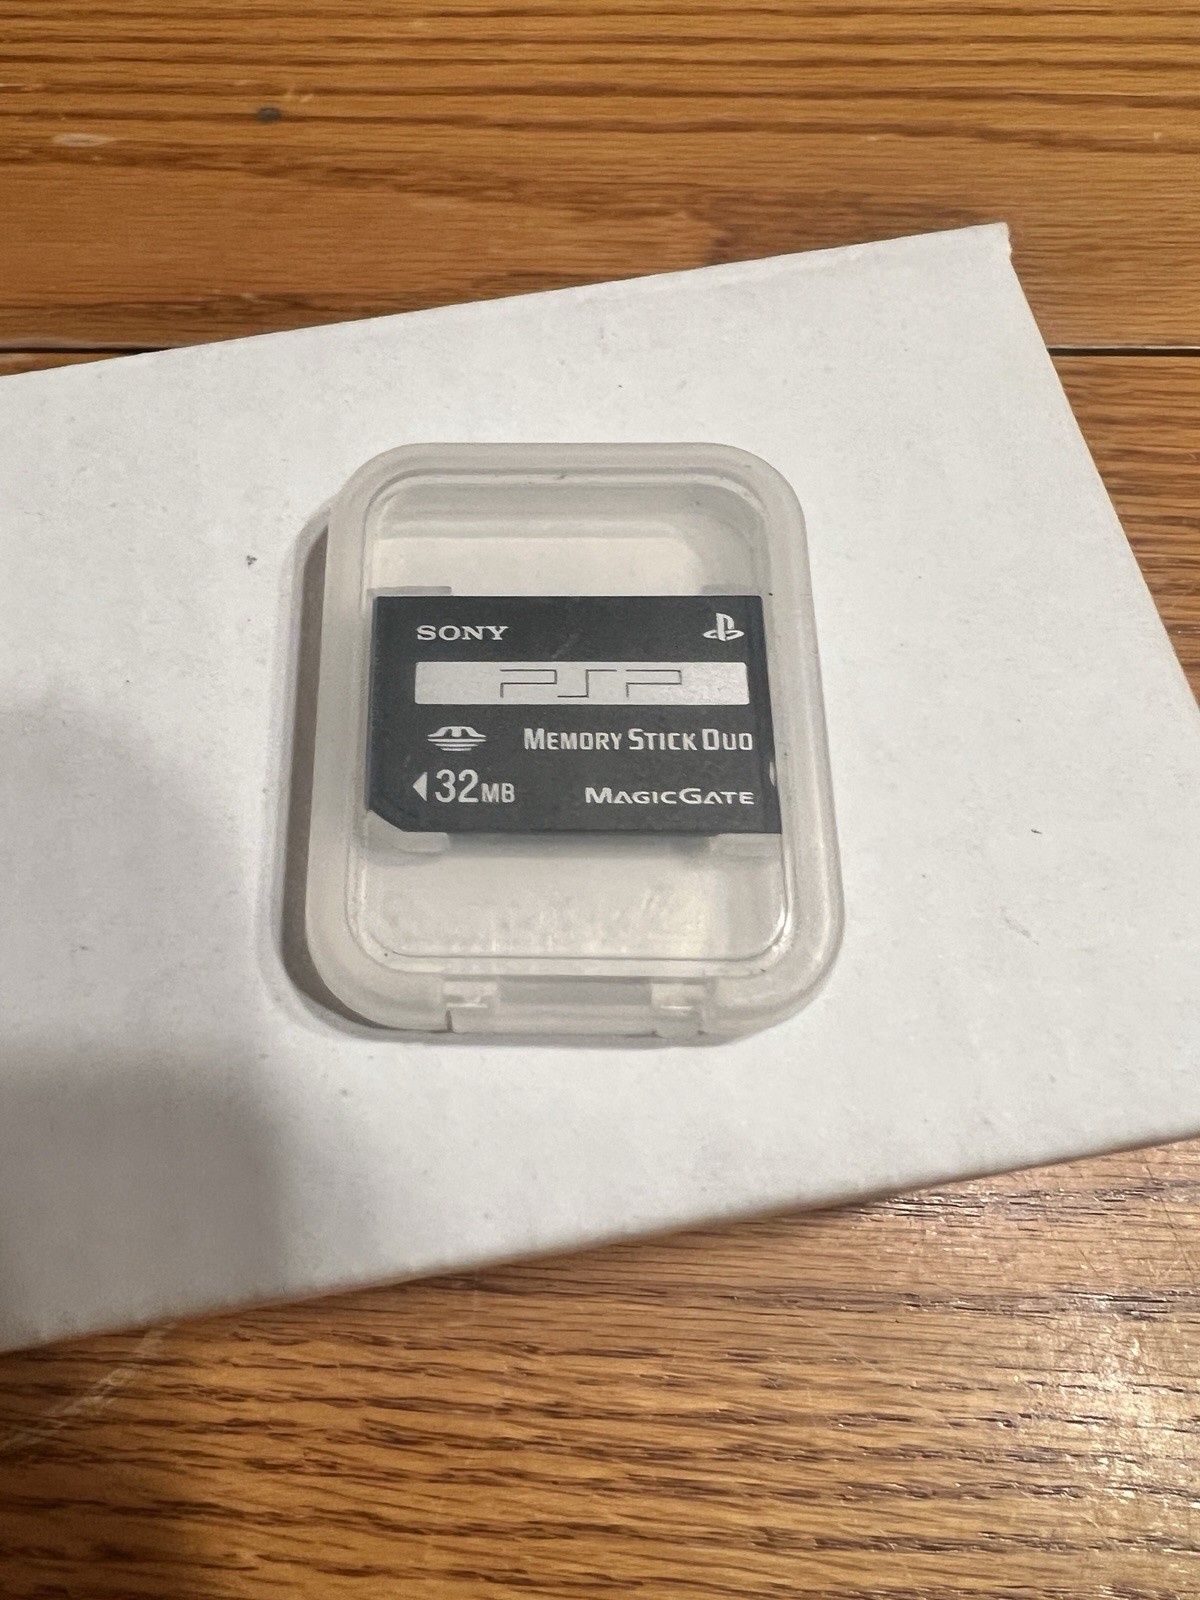 SONY
PSP
MEMORY STICK DUO
32MB MAGICGATE